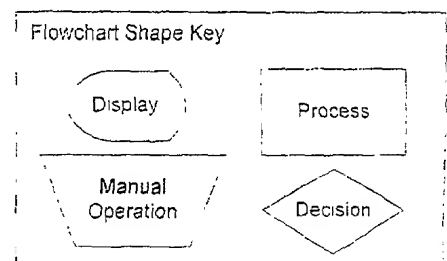 Flowchart Shape Key
Display
Process
Manual
Operation
Decision